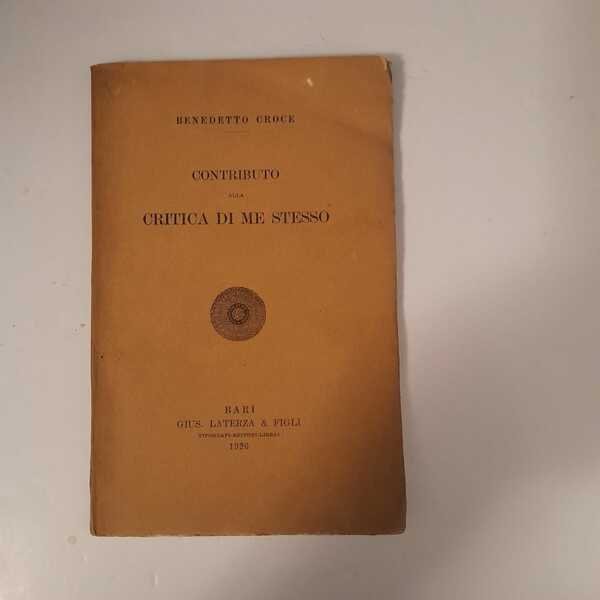 BENEDETTO CROCE
CONTRIBUTO
ALLA
CRITICA DI ME STESSO
BARI
GIUS. LATERZA & FIGLI
TIPOGRAFI-EDITORI-LIBRAI
1926